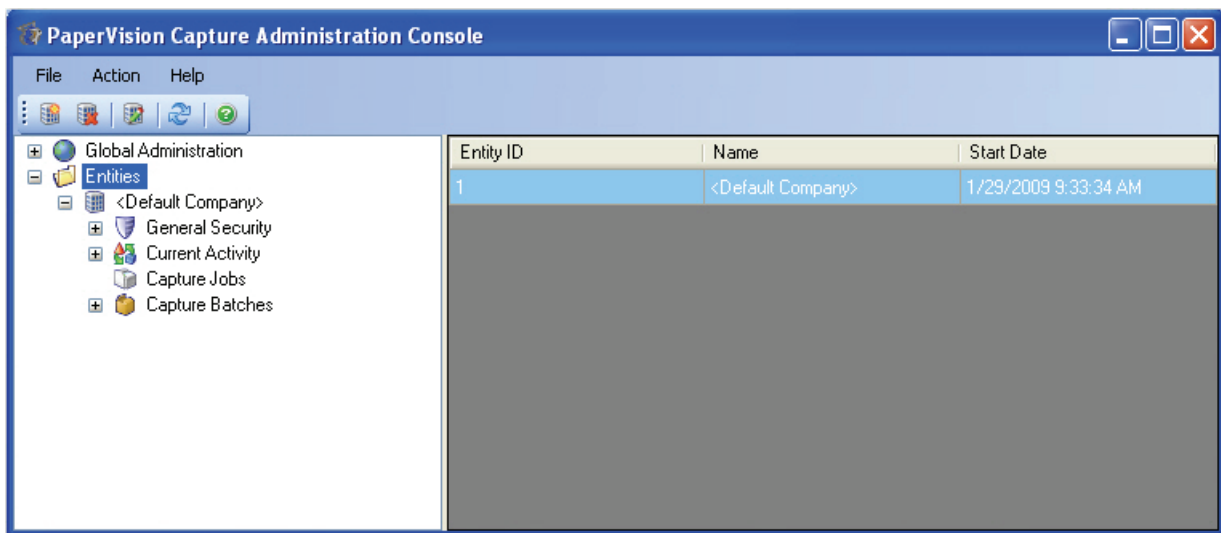 PaperVision Capture Administration Console
File Action Help
Global Administration
Entities
<Default Company>
General Security
Current Activity
Capture Jobs
Capture Batches
Entity ID Name Start Date
1 <Default Company> 1/29/2009 9:33:34 AM